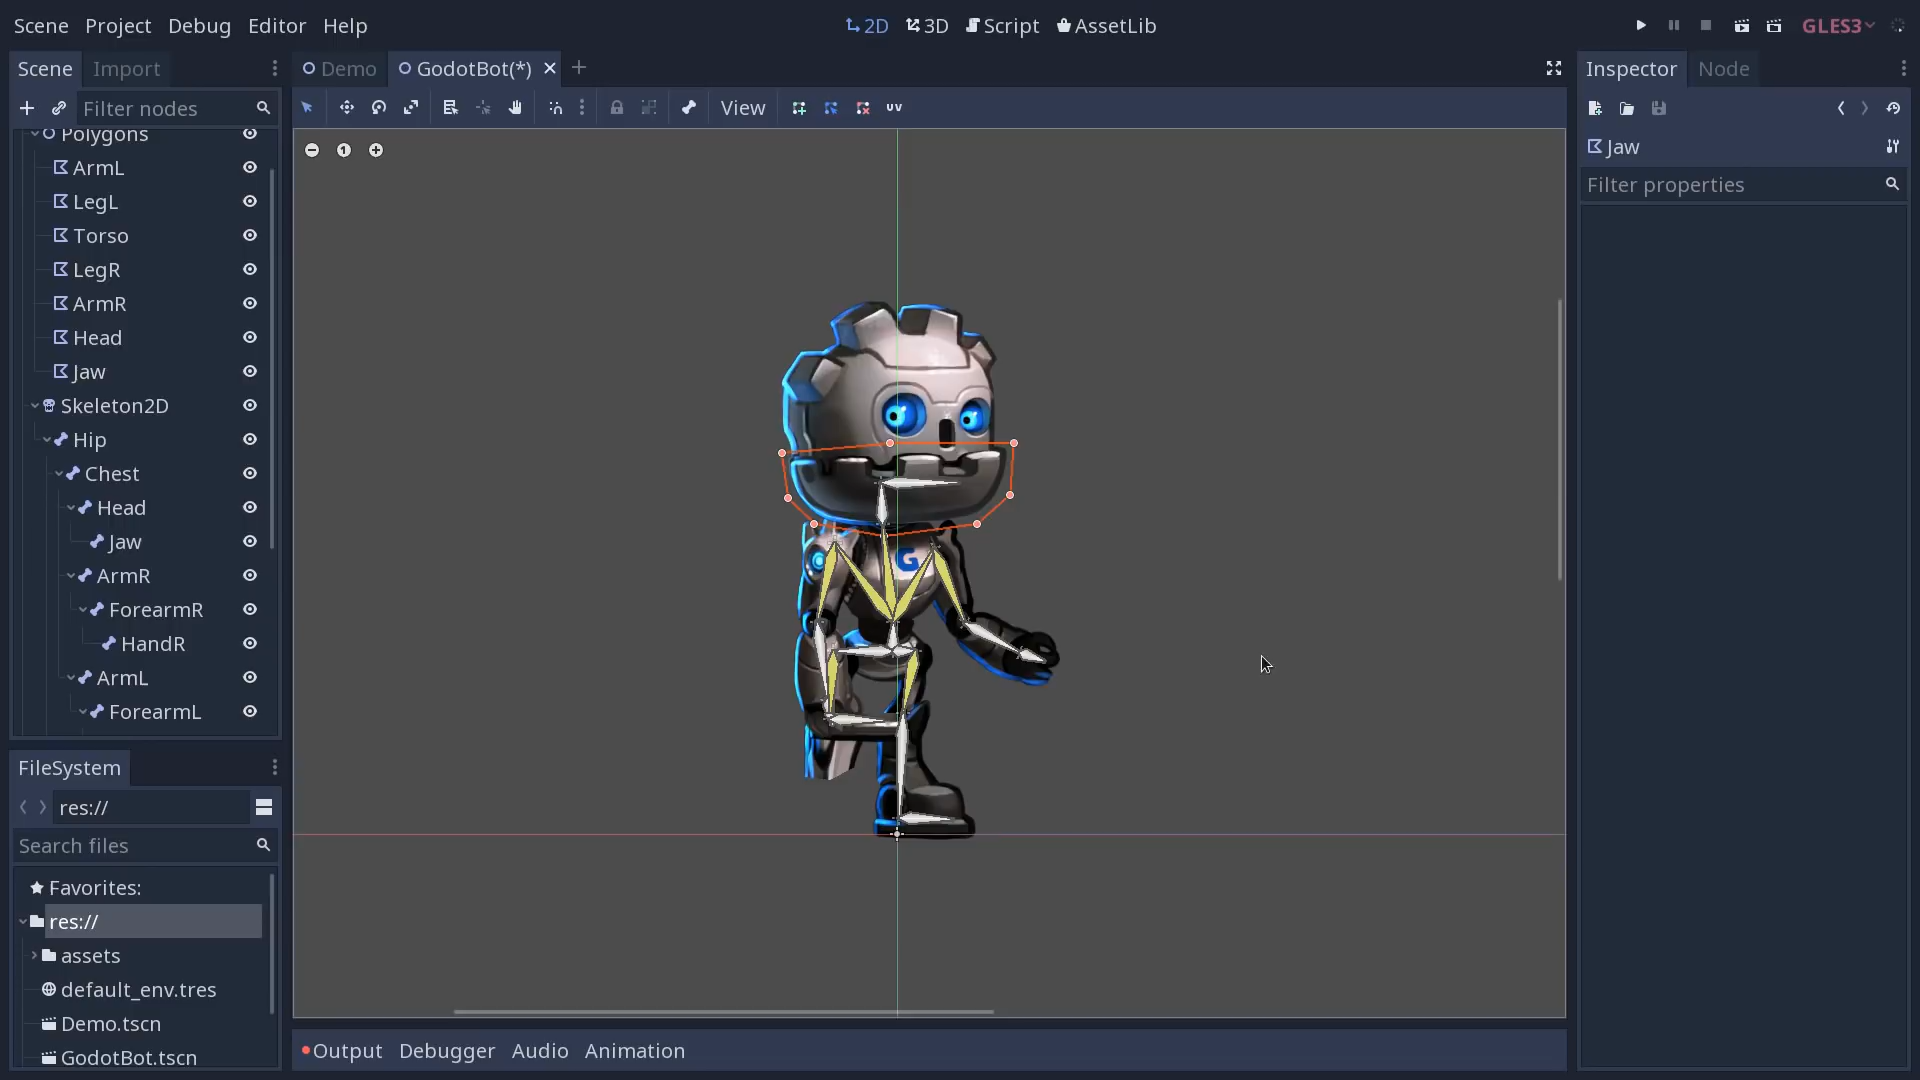 Scene Project Debug Editor Help
2D 3D Script AssetLib
GLES3
Scene Import
Demo GodotBot(*)
Inspector Node
Filter nodes
View
UV
Jaw
Filter properties
Polygons
ArmL
LegL
Torso
LegR
ArmR
Head
Jaw
Skeleton2D
Hip
Chest
Head
Jaw
ArmR
ForearmR
HandR
ArmL
ForearmL
1
G
FileSystem
res://
Search files
Favorites:
res://
assets
default_env.tres
Demo.tscn
GodotBot.tscn
Output Debugger Audio Animation